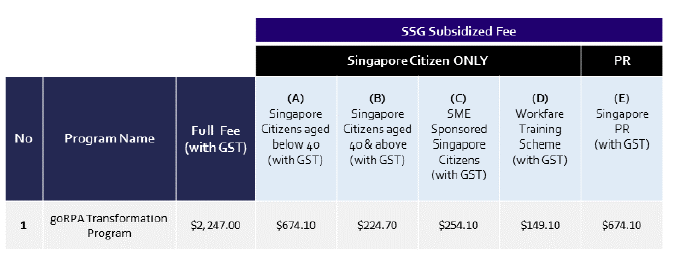 SSG Subsidized Fee
Singapore Citizen ONLY
PR
No
Program Name
Full Fee
(with GST)
(A)
Singapore
Citizens aged
below 40
(with GST)
(B)
Singapore
Citizens aged
40 & above
(with GST)
(C)
SME
Sponsored
Singapore
Citizens
(with GST)
(D)
Workfare
Training
Scheme
(with GST)
(E)
Singapore
PR
(with GST)
1
goRPA Transformation
Program
$2,247.00
$674.10
$224.70
$254.10
$149.10
$674.10